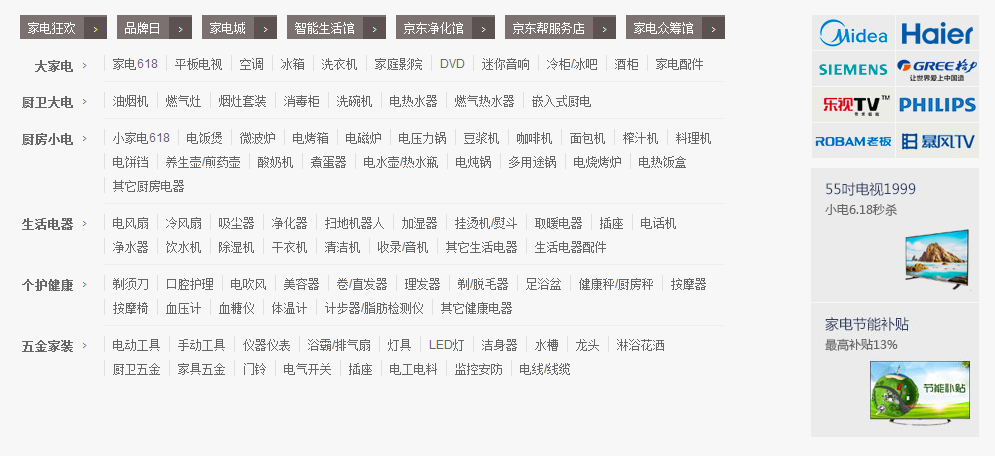 家电狂欢 > 品牌日 > 家电城 > 智能生活馆 > 京东净化馆 > 京东帮服务店 > 家电众筹馆 >
大家电 > 家电618 平板电视 空调 冰箱 洗衣机 家庭影院 DVD 迷你音响 冷柜/冰吧 酒柜 家电配件
厨卫大电 > 油烟机 燃气灶 烟灶套装 消毒柜 洗碗机 电热水器 燃气热水器 嵌入式厨电
厨房小电 > 小家电618 电饭煲 微波炉 电烤箱 电磁炉 电压力锅 豆浆机 咖啡机 面包机 榨汁机 料理机
电饼铛 养生壶/煎药壶 酸奶机 煮蛋器 电水壶/热水瓶 电炖锅 多用途锅 电烧烤炉 电热饭盒
其它厨房电器
生活电器 > 电风扇 冷风扇 吸尘器 净化器 扫地机器人 加湿器 挂烫机/熨斗 取暖电器 插座 电话机
净水器 饮水机 除湿机 干衣机 清洁机 收录/音机 其它生活电器 生活电器配件
个护健康 > 剃须刀 口腔护理 电吹风 美容器 卷/直发器 理发器 剃/脱毛器 足浴盆 健康秤/厨房秤 按摩器
按摩椅 血压计 血糖仪 体温计 计步器/脂肪检测仪 其它健康电器
五金家装 > 电动工具 手动工具 仪器仪表 浴霸/排气扇 灯具 LED灯 洁身器 水槽 龙头 淋浴花洒
厨卫五金 家具五金 门铃 电气开关 插座 电工电料 监控安防 电线/线缆
Midea Haier
SIEMENS GREE格力
让世界爱上中国造
乐视TV PHILIPS
ROBAM老板 暴风TV
55吋电视1999
小电6.18秒杀
家电节能补贴
最高补贴13%
节能补贴